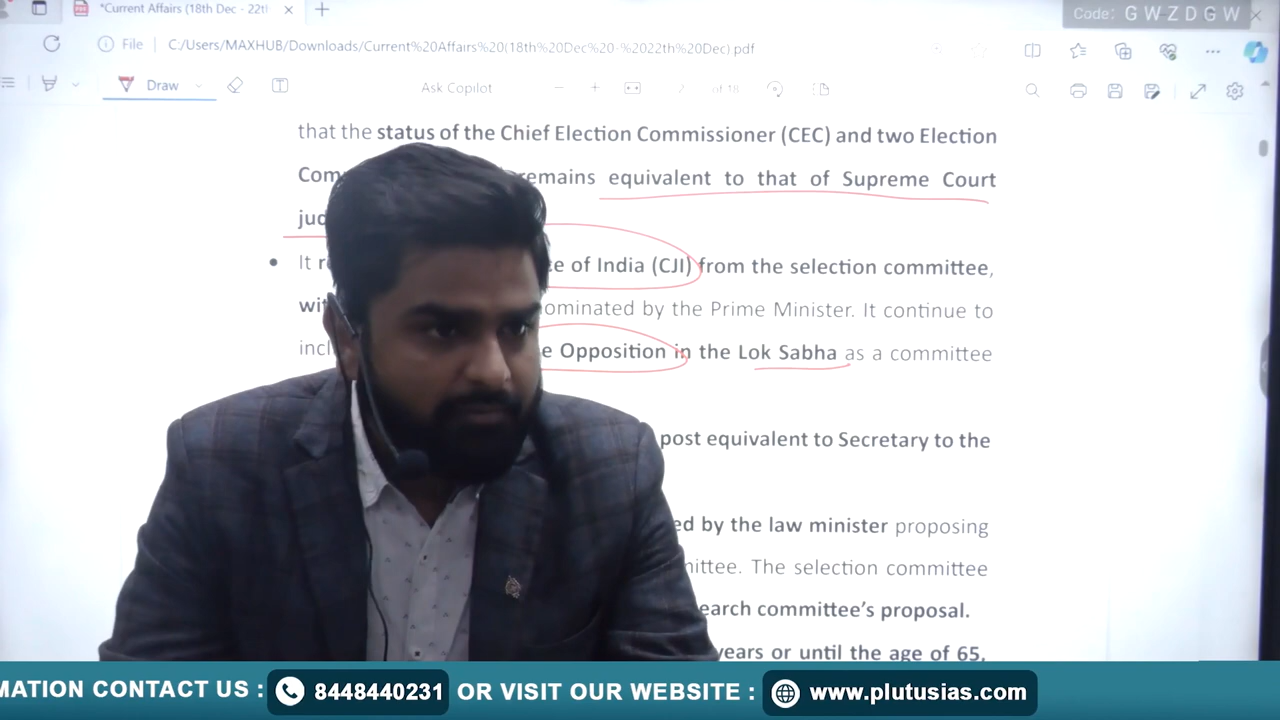 *Current Affairs (18th Dec - 22th
Code: G W Z D G W
File C:/Users/MAXHUB/Downloads/Current%20Affairs%20(18th%20Dec%20-%2022th%20Dec).pdf
Draw Ask Copilot of 18
that the status of the Chief Election Commissioner (CEC) and two Election
remains equivalent to that of Supreme Court
It of India (CJI) from the selection committee,
nominated by the Prime Minister. It continue to
Opposition in the Lok Sabha as a committee
post equivalent to Secretary to the
by the law minister proposing
The selection committee
committee's proposal.
years or until the age of 65,
MATION CONTACT US : 8448440231 OR VISIT OUR WEBSITE : www.plutusias.com